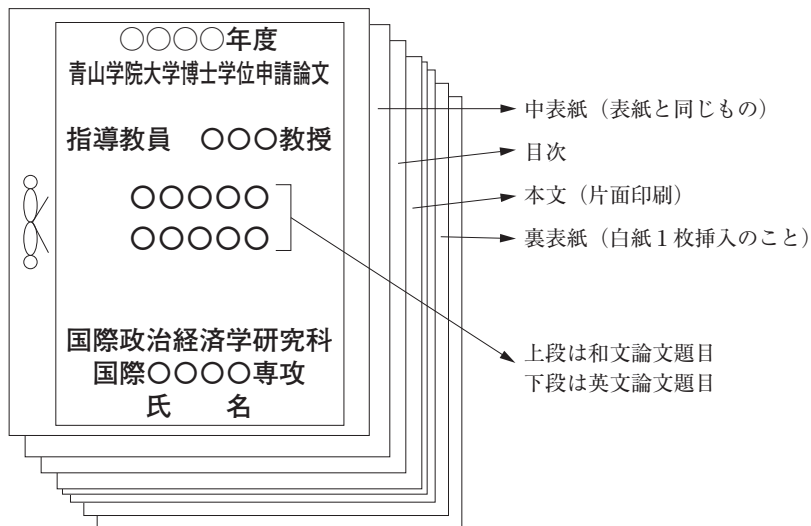 ○○○○年度
青山学院大学博士学位申請論文
指導教員　○○○教授
○○○○○
○○○○○
国際政治経済学研究科
国際○○○○専攻
氏　　名
中表紙（表紙と同じもの）
目次
本文（片面印刷）
裏表紙（白紙１枚挿入のこと）
上段は和文論文題目
下段は英文論文題目